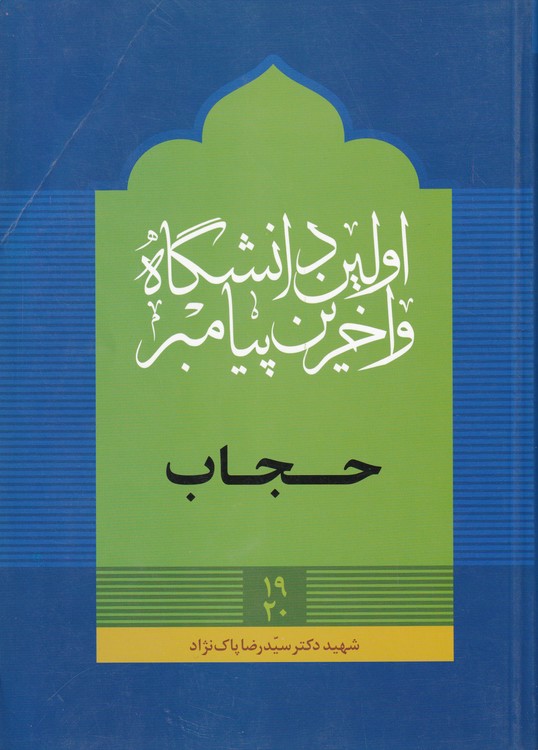 اولین دانشگاه
و آخرین پیامبر
حجاب
۱۹
۲۰
شهید دکتر سیّد رضا پاک نژاد